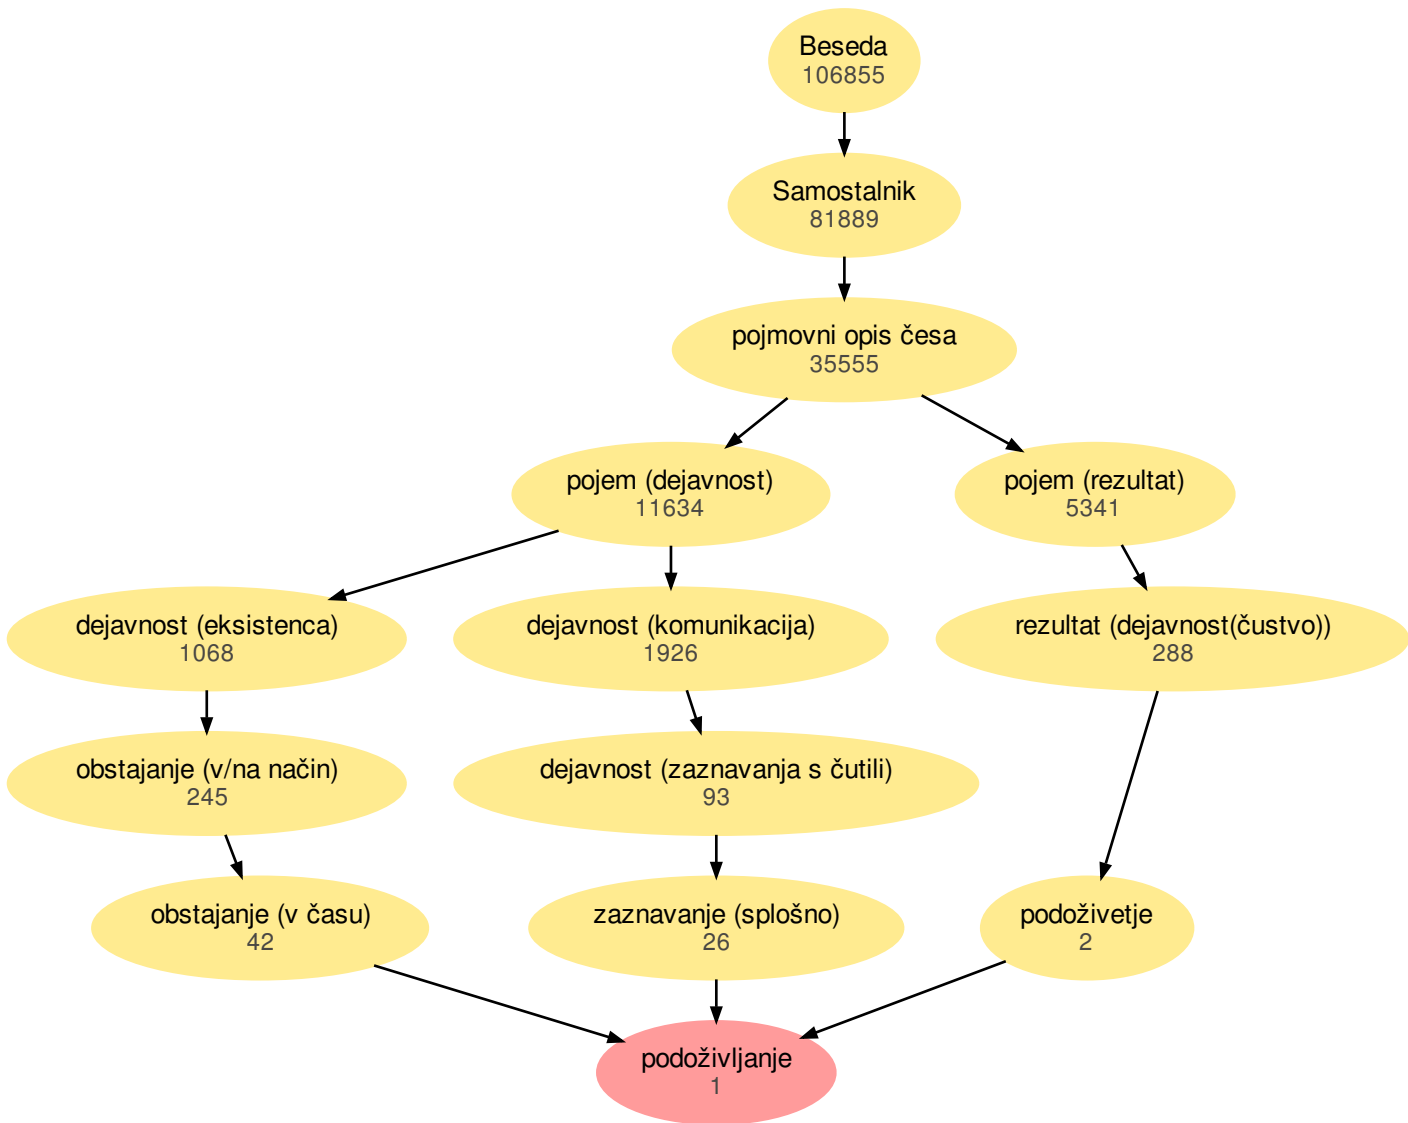 Beseda
106855
Samostalnik
81889
pojmovni opis česa
35555
pojem (dejavnost)
11634
pojem (rezultat)
5341
dejavnost (eksistenca)
1068
dejavnost (komunikacija)
1926
rezultat (dejavnost(čustvo))
288
obstajanje (v/na način)
245
dejavnost (zaznavanja s čutili)
93
obstajanje (v času)
42
zaznavanje (splošno)
26
podoživetje
2
podoživljanje
1